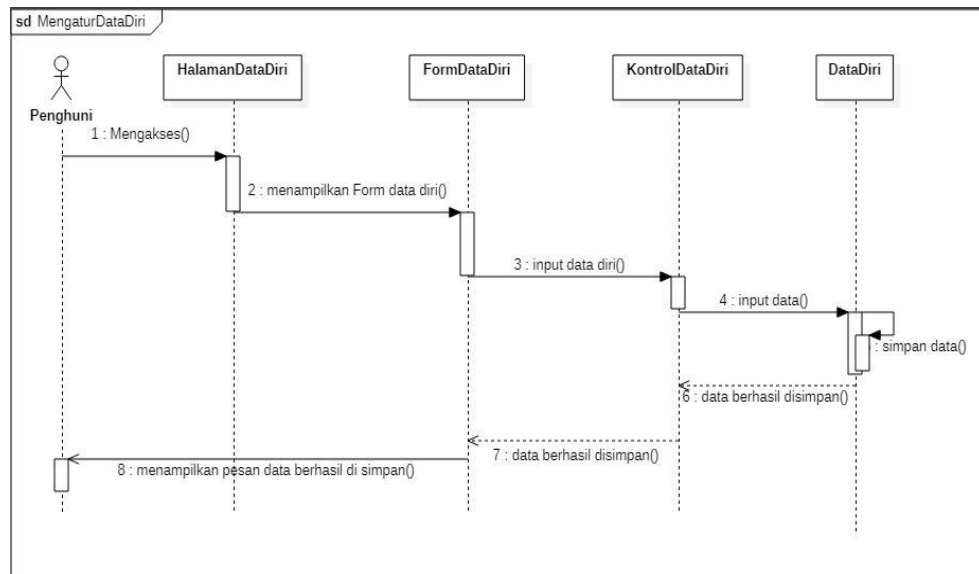 sd MengaturDataDiri
HalamanDataDiri
FormDataDiri
KontrolDataDiri
DataDiri
Penghuni
1 : Mengakses()
2 : menampilkan Form data diri()
3 : input data diri()
4 : input data()
: simpan data()
6 : data berhasil disimpan()
7 : data berhasil disimpan()
8 : menampilkan pesan data berhasil di simpan()